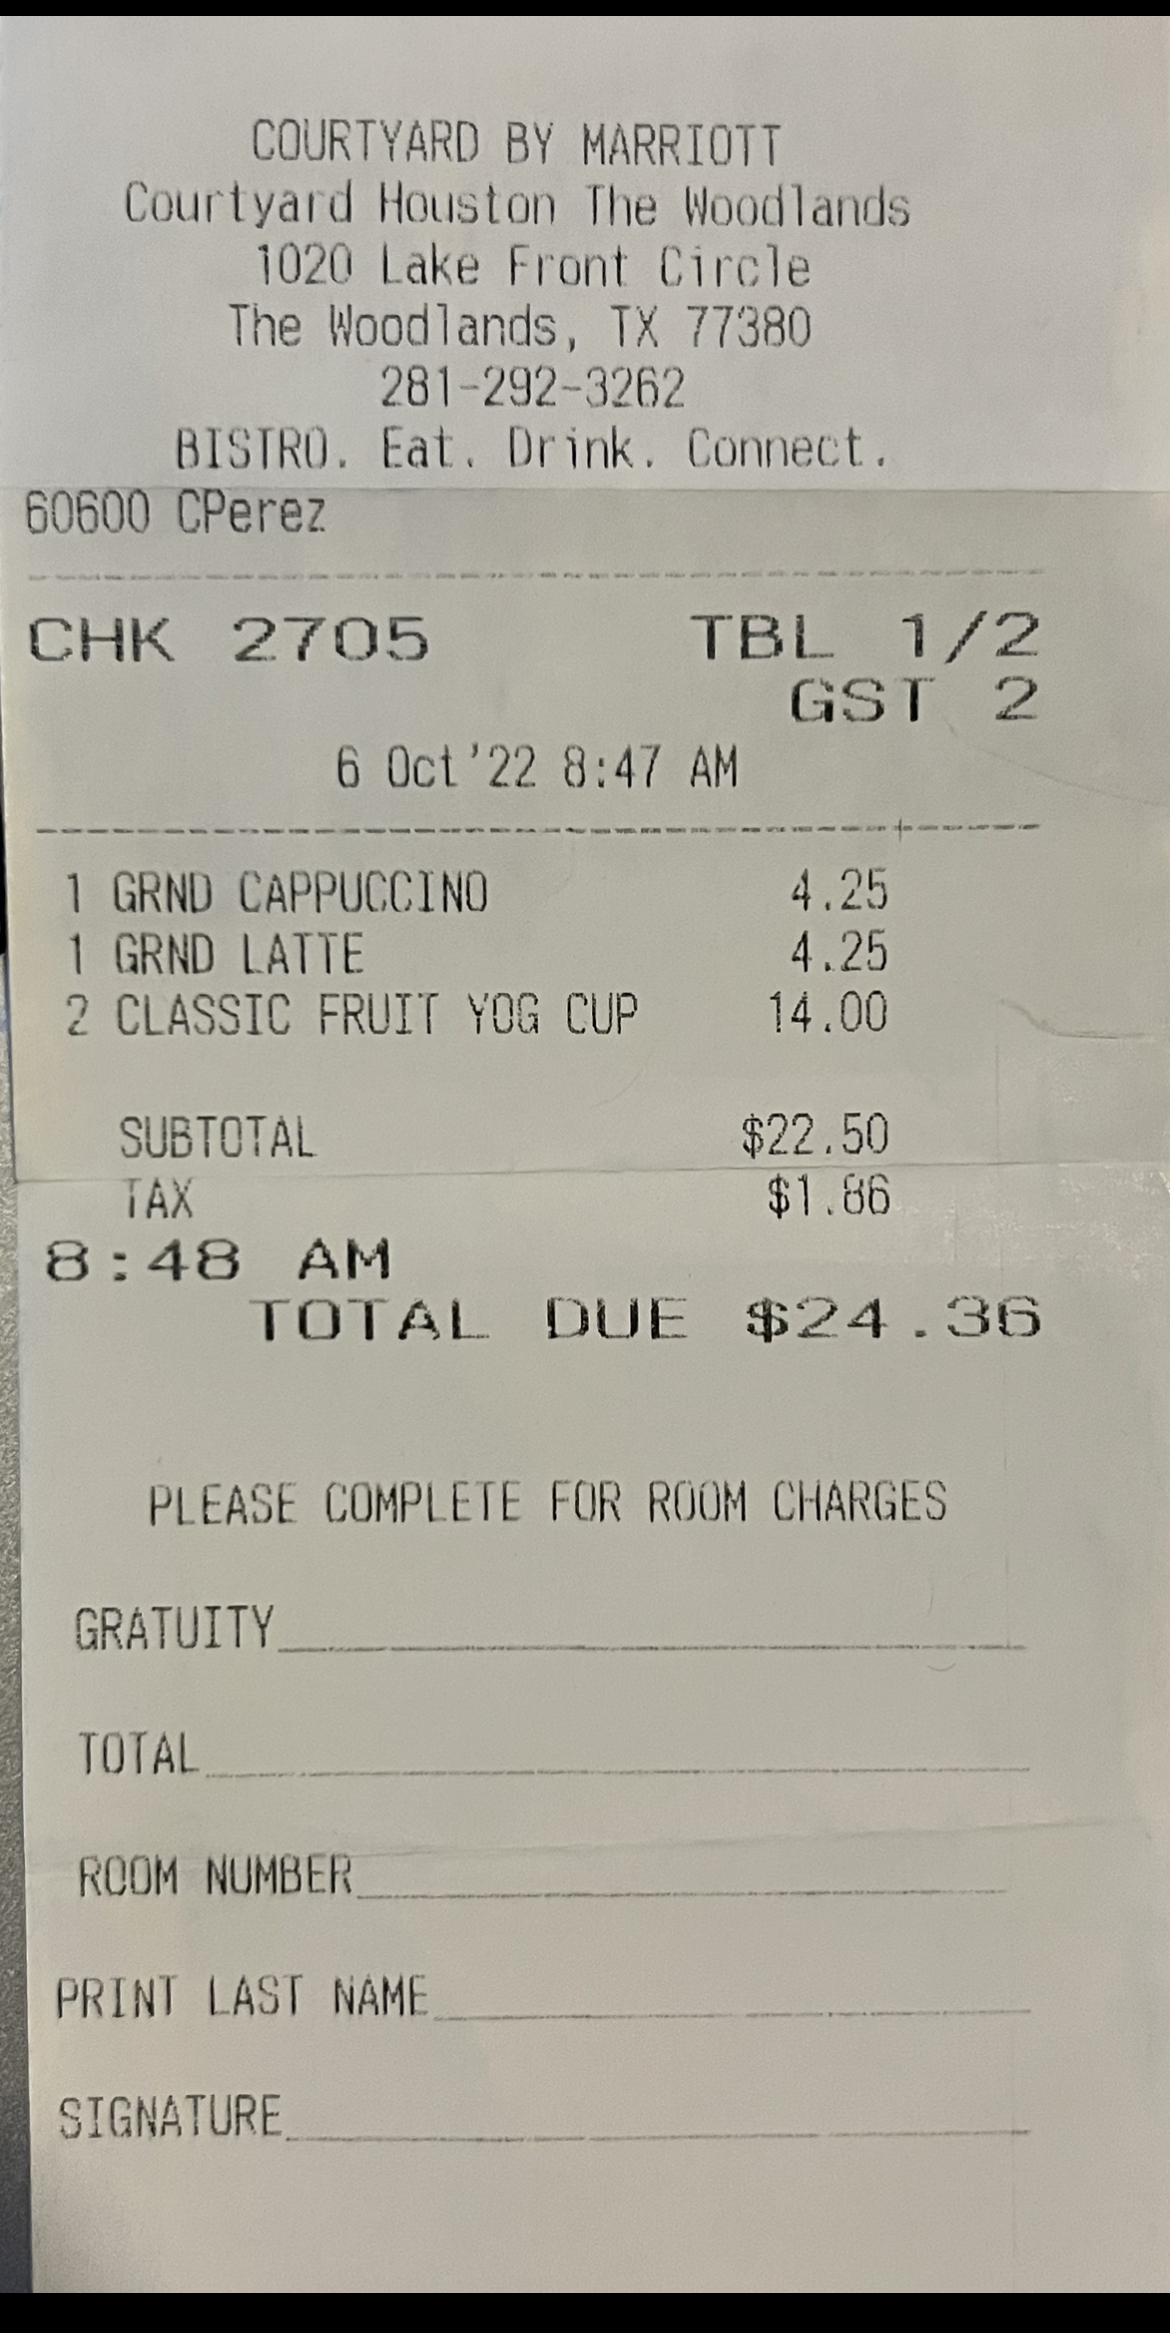 COURTYARD BY MARRIOTT
Courtyard Houston The Woodlands
1020 Lake Front Circle
The Woodlands, TX 77380
281-292-3262
BISTRO. Eat. Drink. Connect.
60600 CPerez
CHK 2705 TBL 1/2
GST 2
6 Oct'22 8:47 AM
1 GRND CAPPUCCINO 4.25
1 GRND LATTE 4.25
2 CLASSIC FRUIT YOG CUP 14.00
SUBTOTAL $22.50
TAX $1.86
8:48 AM
TOTAL DUE $24.36
PLEASE COMPLETE FOR ROOM CHARGES
GRATUITY
TOTAL
ROOM NUMBER
PRINT LAST NAME
SIGNATURE